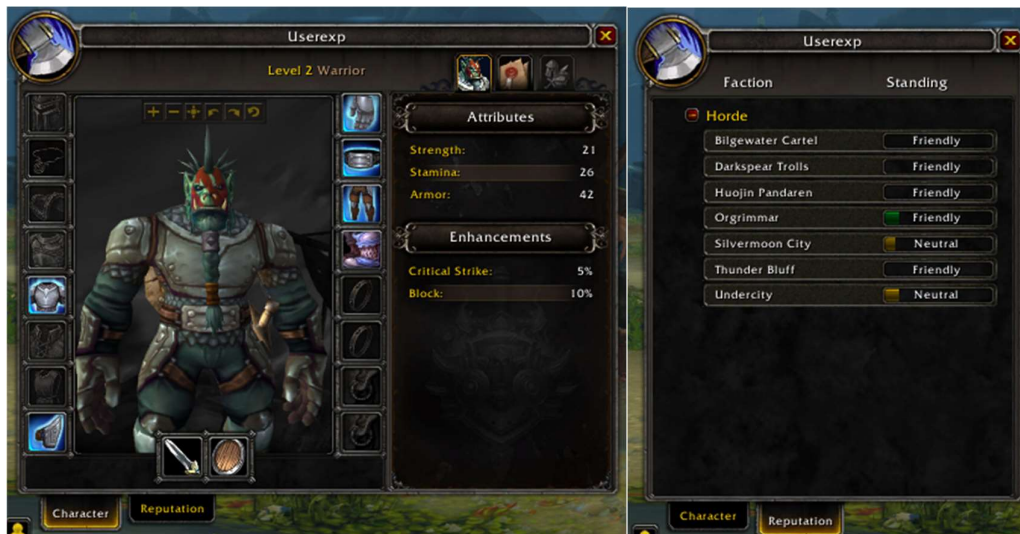 Userexp
Level 2 Warrior
Attributes
Strength: 21
Stamina: 26
Armor: 42
Enhancements
Critical Strike: 5%
Block: 10%
Character
Reputation
Userexp
Faction Standing
Horde
Bilgewater Cartel Friendly
Darkspear Trolls Friendly
Huojin Pandaren Friendly
Orgrimmar Friendly
Silvermoon City Neutral
Thunder Bluff Friendly
Undercity Neutral
Character
Reputation